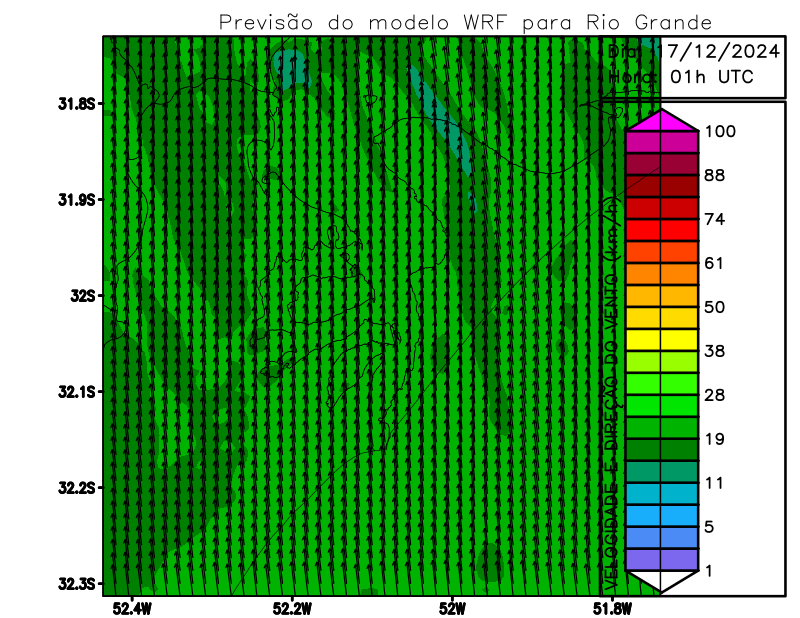 Previsão do modelo WRF para Rio Grande
Dia: 17/12/2024
Hora: 01h UTC
31.8S
31.9S
32S
32.1S
32.2S
32.3S
52.4W
52.2W
52W
51.8W
VELOCIDADE E DIREÇÃO DO VENTO (km/h)
100
88
74
61
50
38
28
19
11
5
1